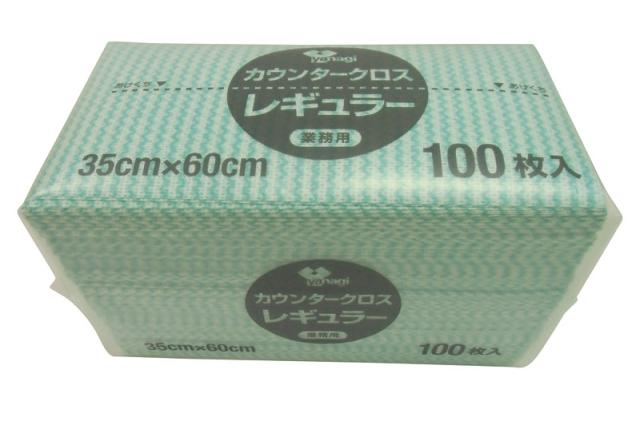 yanagi
カウンタークロス
あけくち▼
▼あけくち
レギュラー
業務用
35cm×60cm
100枚入
yanagi
カウンタークロス
レギュラー
業務用
35cm×60cm
100枚入